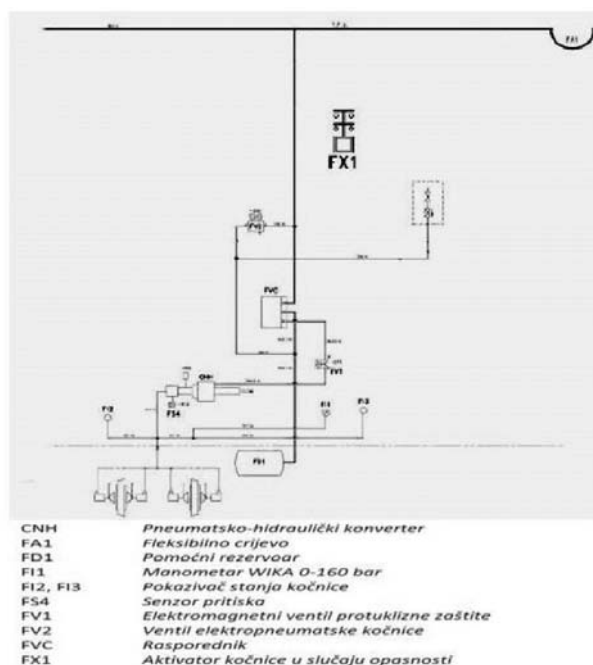 FA1
FX1
FVC
CNH
FV1
FS4
FI2
FI1
FI3
CNH Pneumatsko-hidraulički konverter
FA1 Fleksibilno crijevo
FD1 Pomoćni rezervoar
FI1 Manometar WIKA 0-160 bar
FI2, FI3 Pokazivač stanja kočnice
FS4 Senzor pritiska
FV1 Elektromagnetni ventil protuklizne zaštite
FV2 Ventil elektropneumatske kočnice
FVC Rasporednik
FX1 Aktivator kočnice u slučaju opasnosti